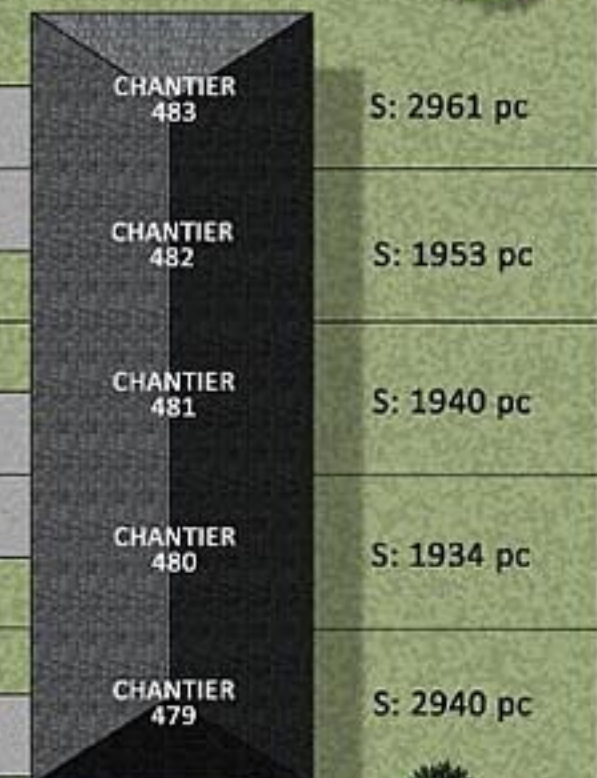 CHANTIER
483
S: 2961 pc
CHANTIER
482
S: 1953 pc
CHANTIER
481
S: 1940 pc
CHANTIER
480
S: 1934 pc
CHANTIER
479
S: 2940 pc